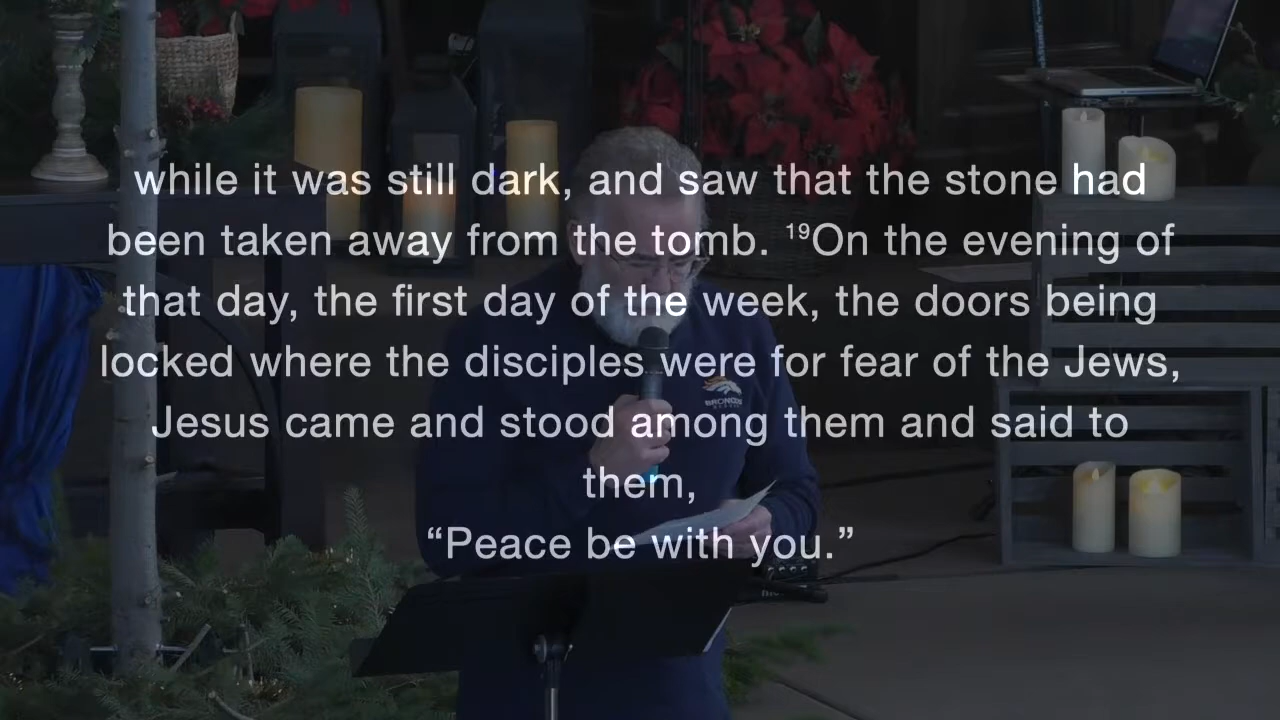 while it was still dark, and saw that the stone had
been taken away from the tomb. ¹⁹On the evening of
that day, the first day of the week, the doors being
locked where the disciples were for fear of the Jews,
Jesus came and stood among them and said to
them,
“Peace be with you.”
BRONCOS